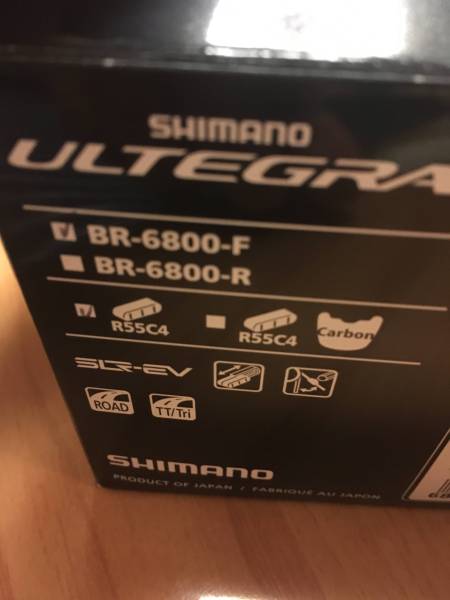 SHIMANO
ULTEGRA
BR-6800-F
BR-6800-R
R55C4 R55C4 Carbon
SLR-EV
ROAD TT/Tri
SHIMANO
PRODUCT OF JAPAN / FABRIQUÉ AU JAPON